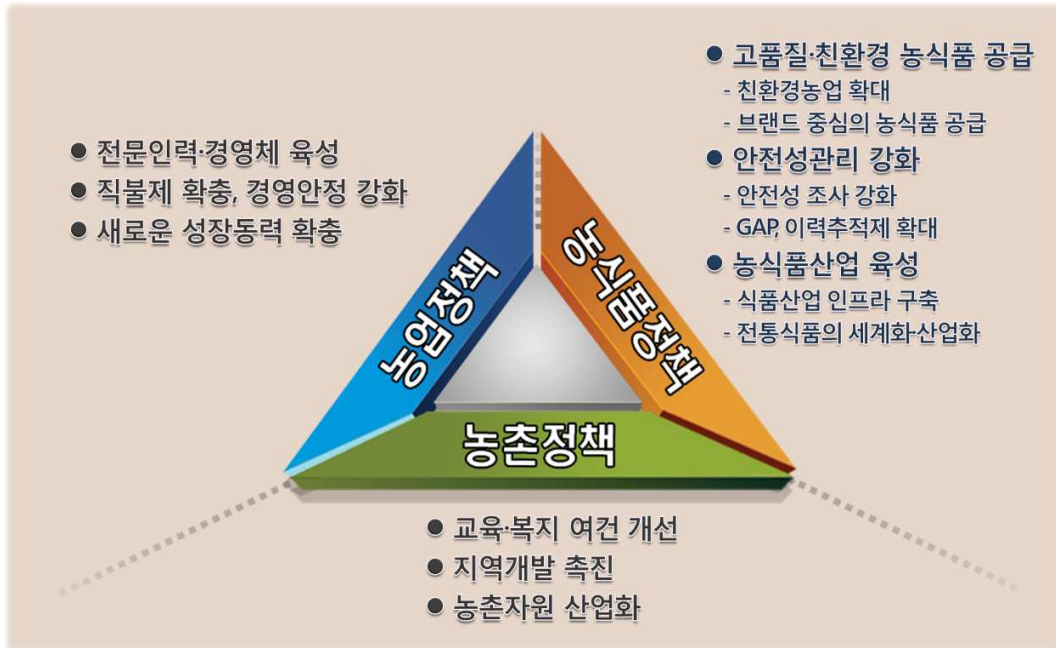 ● 전문인력·경영체 육성
● 직불제 확충, 경영안정 강화
● 새로운 성장동력 확충
농업정책
농식품정책
● 고품질·친환경 농식품 공급
- 친환경농업 확대
- 브랜드 중심의 농식품 공급
● 안전성관리 강화
- 안전성 조사 강화
- GAP, 이력추적제 확대
● 농식품산업 육성
- 식품산업 인프라 구축
- 전통식품의 세계화·산업화
농촌정책
● 교육·복지 여건 개선
● 지역개발 촉진
● 농촌자원 산업화